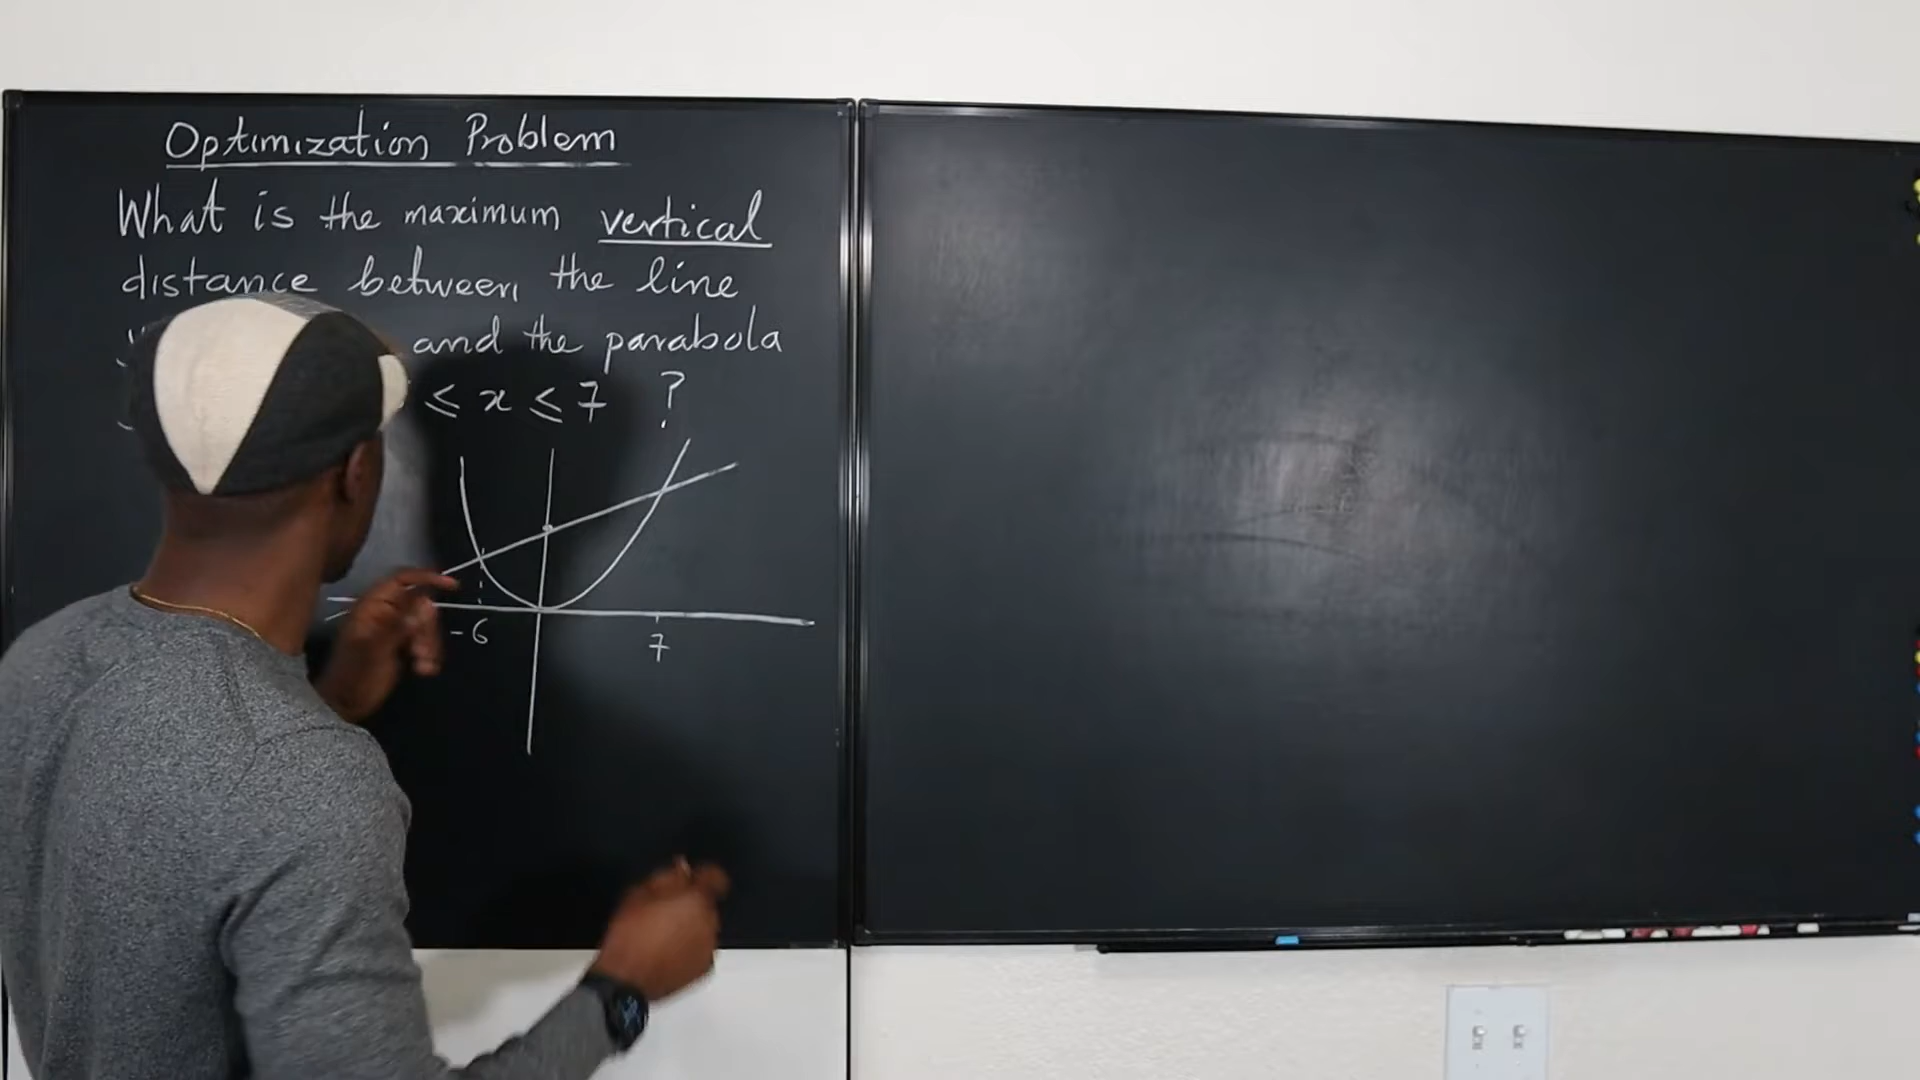 Optimization Problem
What is the maximum vertical
distance between the line
and the parabola
≤ x ≤ 7 ?
-6
7